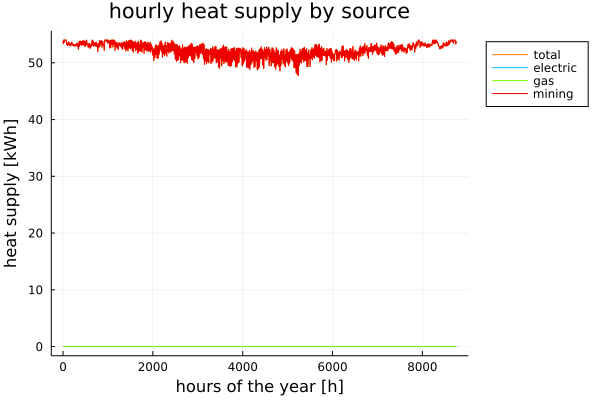 hourly heat supply by source
heat supply [kWh]
50
40
30
20
10
0
0 2000 4000 6000 8000
hours of the year [h]
total
electric
gas
mining